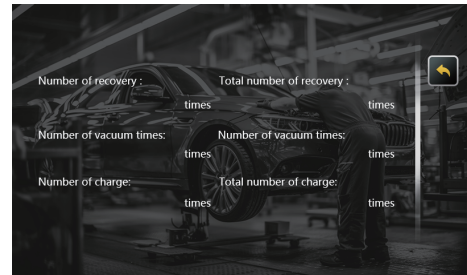 Number of recovery : Total number of recovery :
times times
Number of vacuum times: Number of vacuum times:
times times
Number of charge: Total number of charge:
times times